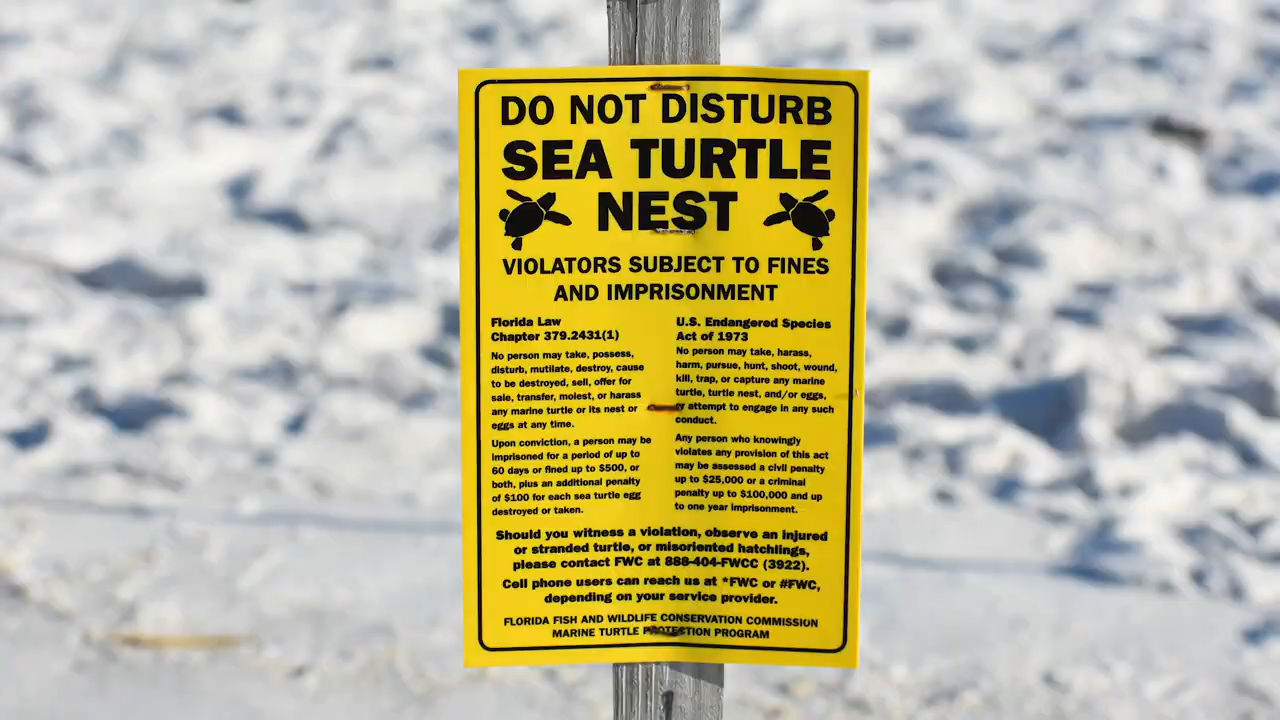 DO NOT DISTURB
SEA TURTLE
NEST
VIOLATORS SUBJECT TO FINES
AND IMPRISONMENT
Florida Law
Chapter 379.2431(1)
No person may take, possess,
disturb, mutilate, destroy, cause
to be destroyed, sell, offer for
sale, transfer, molest, or harass
any marine turtle or its nest or
eggs at any time.
Upon conviction, a person may be
imprisoned for a period of up to
60 days or fined up to $500, or
both, plus an additional penalty
of $100 for each sea turtle egg
destroyed or taken.
U.S. Endangered Species
Act of 1973
No person may take, harass,
harm, pursue, hunt, shoot, wound,
kill, trap, or capture any marine
turtle, turtle nest, and/or eggs,
or attempt to engage in any such
conduct.
Any person who knowingly
violates any provision of this act
may be assessed a civil penalty
up to $25,000 or a criminal
penalty up to $100,000 and up
to one year imprisonment.
Should you witness a violation, observe an injured
or stranded turtle, or misoriented hatchlings,
please contact FWC at 888-404-FWCC (3922).
Cell phone users can reach us at *FWC or #FWC,
depending on your service provider.
FLORIDA FISH AND WILDLIFE CONSERVATION COMMISSION
MARINE TURTLE PROTECTION PROGRAM